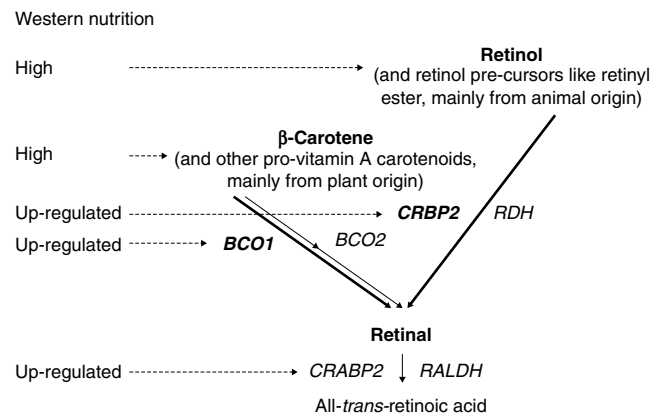 Western nutrition
Retinol
High
(and retinol pre-cursors like retinyl
ester, mainly from animal origin)
β-Carotene
High
(and other pro-vitamin A carotenoids,
mainly from plant origin)
Up-regulated
CRBP2 RDH
Up-regulated
BCO1 BCO2
Retinal
Up-regulated
CRABP2 RALDH
All-trans-retinoic acid